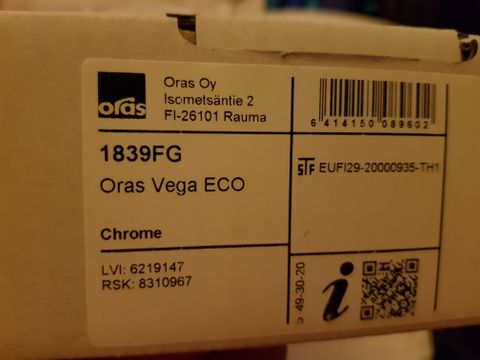 oras
Oras Oy
Isometsäntie 2
FI-26101 Rauma
6 414150 089602
1839FG
Oras Vega ECO
STF EUFI29-20000935-TH1
Chrome
LVI: 6219147
RSK: 8310967
49-30-20
i